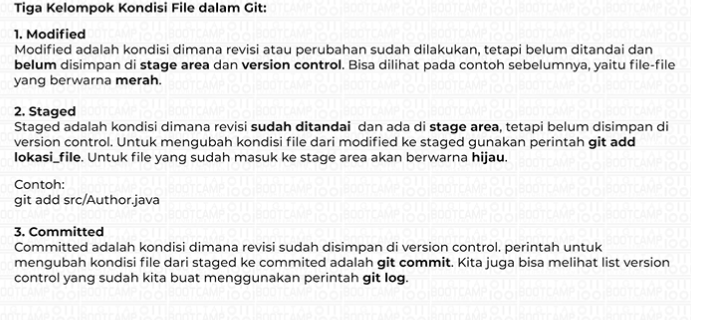 Tiga Kelompok Kondisi File dalam Git:
1. Modified
Modified adalah kondisi dimana revisi atau perubahan sudah dilakukan, tetapi belum ditandai dan
belum disimpan di stage area dan version control. Bisa dilihat pada contoh sebelumnya, yaitu file-file
yang berwarna merah.
2. Staged
Staged adalah kondisi dimana revisi sudah ditandai dan ada di stage area, tetapi belum disimpan di
version control. Untuk mengubah kondisi file dari modified ke staged gunakan perintah git add
lokasi_file. Untuk file yang sudah masuk ke stage area akan berwarna hijau.
Contoh:
git add src/Author.java
3. Committed
Committed adalah kondisi dimana revisi sudah disimpan di version control. perintah untuk
mengubah kondisi file dari staged ke commited adalah git commit. Kita juga bisa melihat list version
control yang sudah kita buat menggunakan perintah git log.